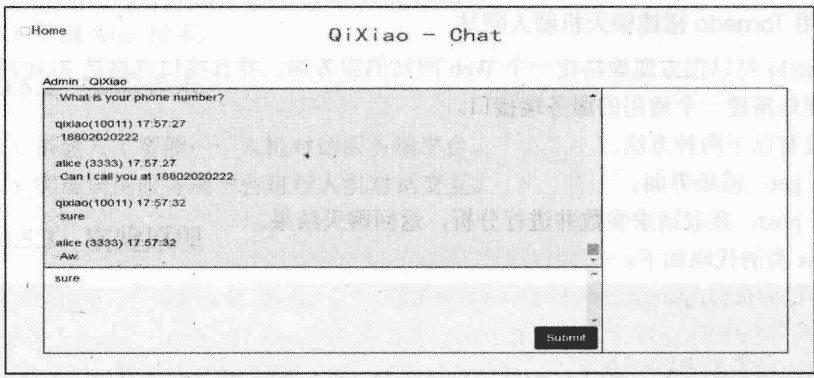 Home
QiXiao - Chat
Admin : QiXiao
What is your phone number?
qixiao(10011) 17:57:27
18802020222
alice (3333) 17:57:27
Can I call you at 18802020222
qixiao(10011) 17:57:32
sure
alice (3333) 17:57:32
Aw.
sure
Submit